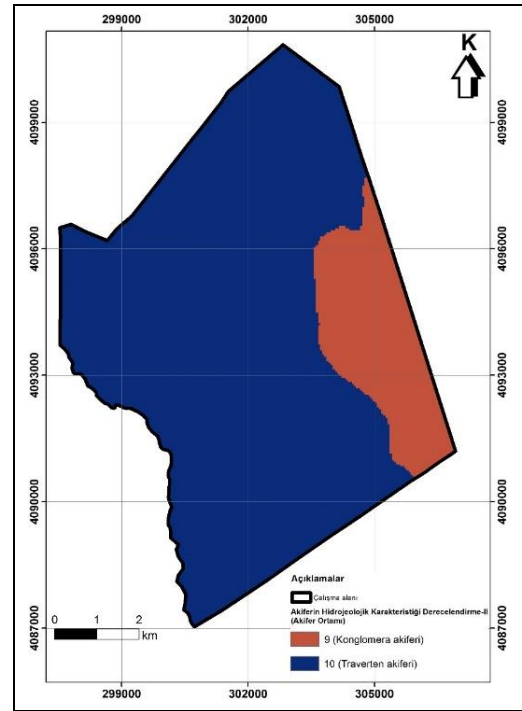 299000 302000 305000
K
4099000 4099000
4096000 4096000
4093000 4093000
4090000 4090000
4087000 4087000
Açıklamalar
Çalışma alanı
Akiferin Hidrojeolojik Karakteristiği Derecelendirme-II
(Akifer Ortamı)
9 (Konglomera akiferi)
10 (Traverten akiferi)
0 1 2
km
299000 302000 305000